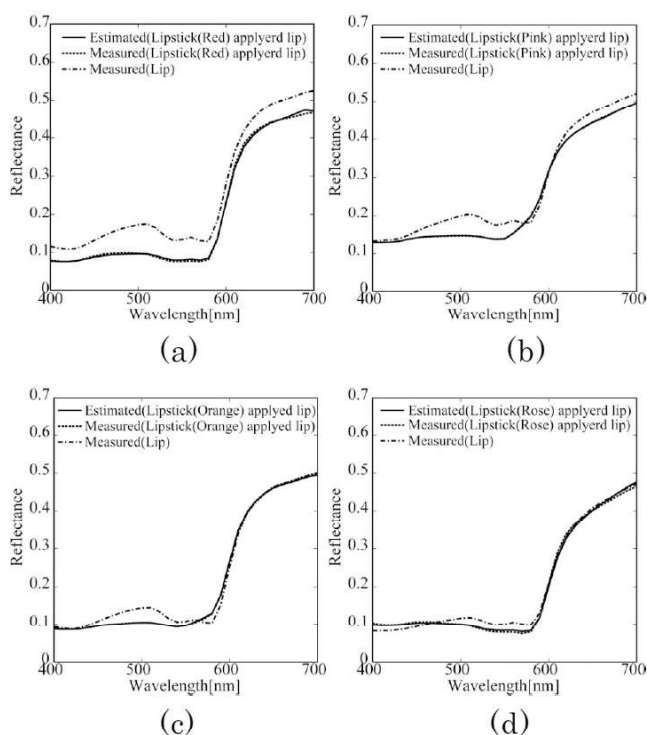 Estimated(Lipstick(Red) applyerd lip)
Measured(Lipstick(Red) applyerd lip)
Measured(Lip)
0.7
0.6
0.5
0.4
0.3
0.2
0.1
0
Reflectance
400 500 600 700
Wavelength[nm]
(a)
Estimated(Lipstick(Pink) applyerd lip)
Measured(Lipstick(Pink) applyerd lip)
Measured(Lip)
0.7
0.6
0.5
0.4
0.3
0.2
0.1
0
Reflectance
400 500 600 700
Wavelength[nm]
(b)
Estimated(Lipstick(Orange) applyed lip)
Measured(Lipstick(Orange) applyed lip)
Measured(Lip)
0.7
0.6
0.5
0.4
0.3
0.2
0.1
0
Reflectance
400 500 600 700
Wavelength[nm]
(c)
Estimated(Lipstick(Rose) applyerd lip)
Measured(Lipstick(Rose) applyerd lip)
Measured(Lip)
0.7
0.6
0.5
0.4
0.3
0.2
0.1
0
Reflectance
400 500 600 700
Wavelength[nm]
(d)